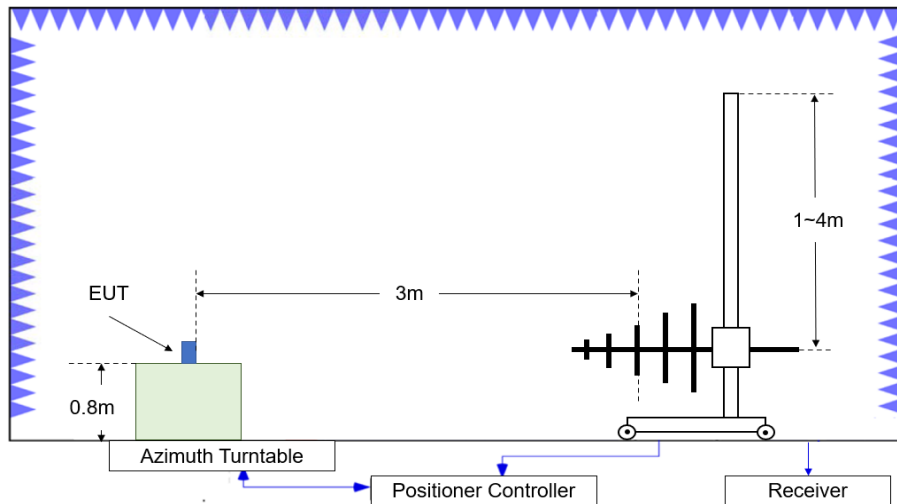 1~4m
EUT
3m
0.8m
Azimuth Turntable
Positioner Controller
Receiver